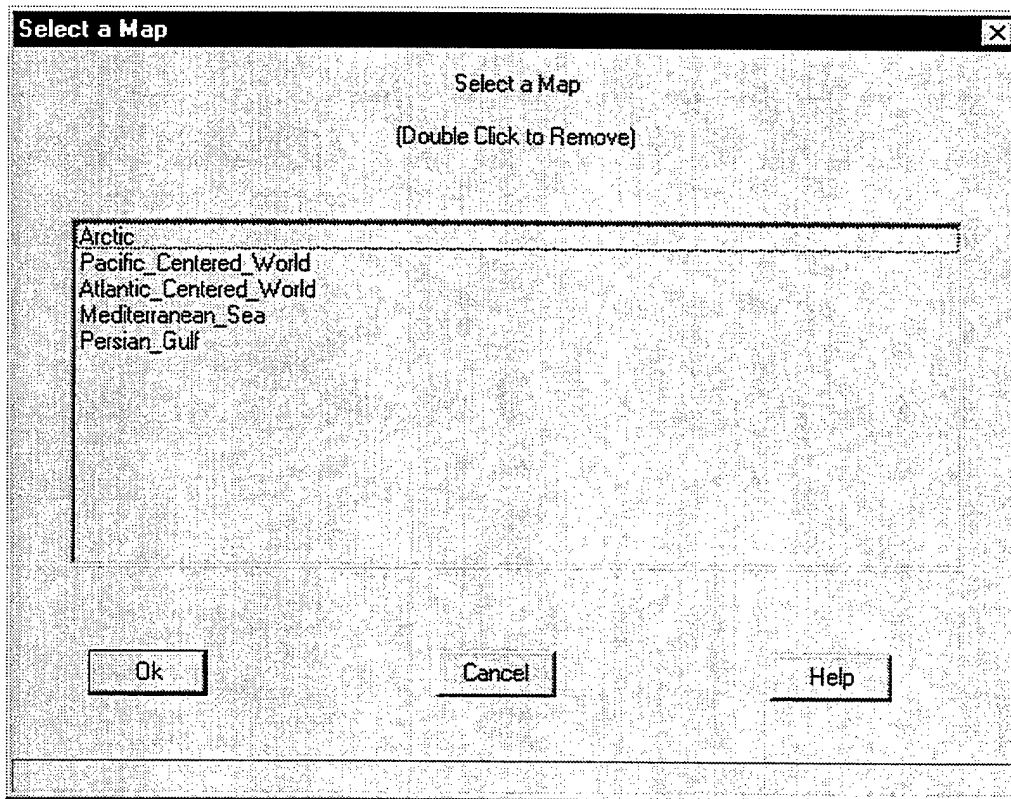 Select a Map
Select a Map
(Double Click to Remove)
Arctic
Pacific_Centered_World
Atlantic_Centered_World
Mediterranean_Sea
Persian_Gulf
Ok Cancel Help